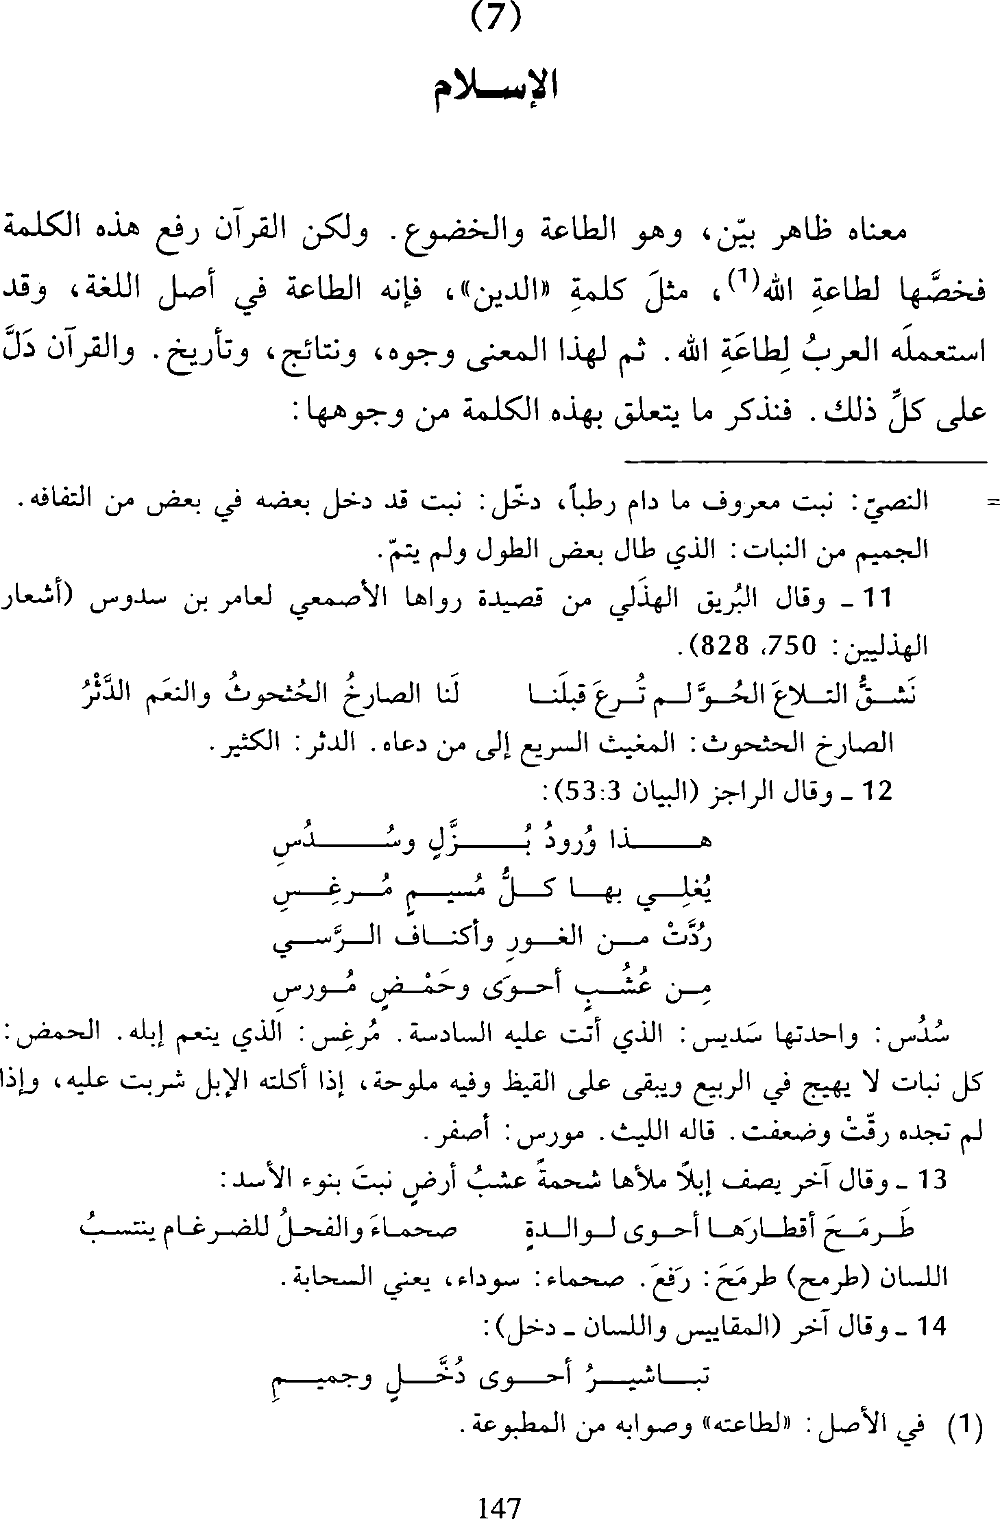 (7)
الإسلام
معناه ظاهر بيّن، وهو الطاعة والخضوع. ولكن القرآن رفع هذه الكلمة
فخصَّها لطاعةِ الله(1)، مثلَ كلمةِ «الدين»، فإنه الطاعة في أصل اللغة، وقد
استعملَه العربُ لِطاعَةِ الله. ثم لهذا المعنى وجوه، ونتائج، وتأريخ. والقرآن دَلَّ
على كلِّ ذلك. فنذكر ما يتعلق بهذه الكلمة من وجوهها:
= النصيّ: نبت معروف ما دام رطباً، دخّل: نبت قد دخل بعضه في بعض من التفافه.
الجميم من النبات: الذي طال بعض الطول ولم يتمّ.
11 ـ وقال البُريق الهذَلي من قصيدة رواها الأصمعي لعامر بن سدوس (أشعار
الهذليين: 750، 828).
نَشـقُّ التـلاعَ الحُـوَّ لـم تُـرعَ قبلَنـا لَنا الصارخُ الحُثحوثُ والنعَم الدَّثْرُ
الصارخ الحثحوث: المغيث السريع إلى من دعاه. الدثر: الكثير.
12 ـ وقال الراجز (البيان 53:3):
هـذا وُرودُ بُـزَّلٍ وسُـدُسِ
يُغلِـي بهـا كـلُّ مُسيـمٍ مُـرغِـسِ
رُدَّتْ مـن الغـورِ وأكنـاف الـرَّسـي
مِـن عُشُـبٍ أحـوَى وحَمْـضٍ مُـورسِ
سُدُس: واحدتها سَديس: الذي أتت عليه السادسة. مُرغِس: الذي ينعم إبله. الحمض:
كل نبات لا يهيج في الربيع ويبقى على القيظ وفيه ملوحة، إذا أكلته الإبل شربت عليه، وإذا
لم تجده رقّتْ وضعفت. قاله الليث. مورس: أصفر.
13 ـ وقال آخر يصف إبلاً ملأها شحمةً عشبُ أرضٍ نبتَ بنوء الأسد:
طَـرمَـحَ أقطـارَهـا أحـوى لـوالـدةٍ صحمـاءَ والفحـلُ للضـرغـام ينتسـبُ
اللسان (طرمح) طرمَحَ: رَفَعَ. صحماء: سوداء، يعني السحابة.
14 ـ وقال آخر (المقاييس واللسان ـ دخل):
تبـاشيـرُ أحـوى دُخَّـلٍ وجميـمِ
(1) في الأصل: «لطاعته» وصوابه من المطبوعة.
147